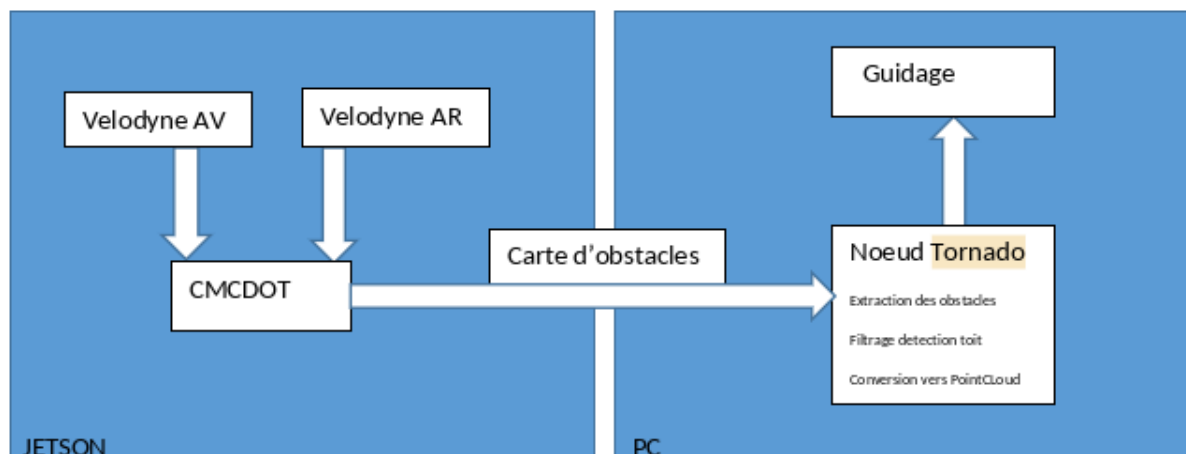 Velodyne AV
Velodyne AR
CMCDOT
JETSON
Carte d'obstacles
Guidage
Noeud Tornado
Extraction des obstacles
Filtrage detection toit
Conversion vers PointCLoud
PC